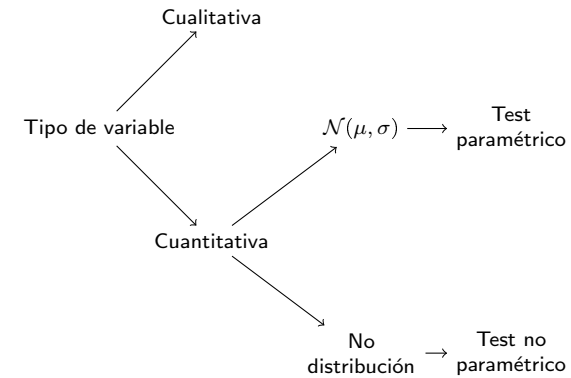 Cualitativa
Tipo de variable
𝒩(μ, σ)
Test
paramétrico
Cuantitativa
No
distribución
Test no
paramétrico